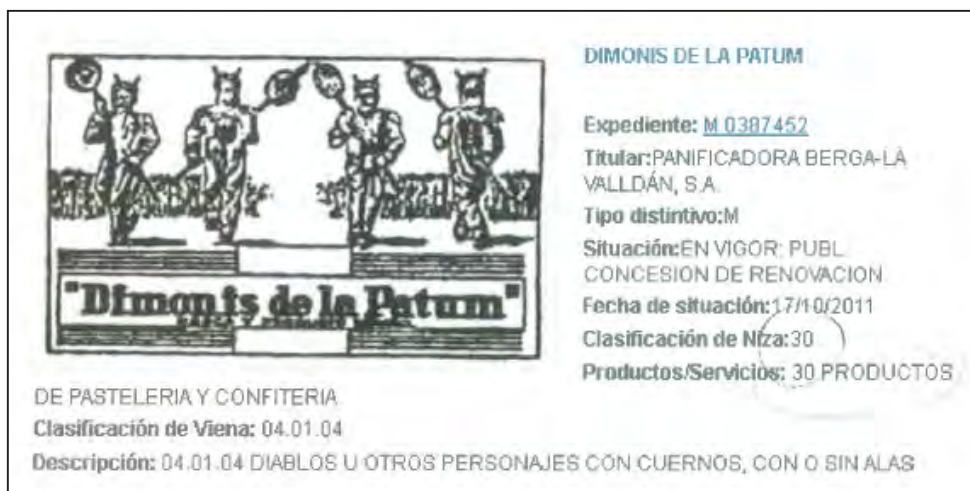 DIMONIS DE LA PATUM
Expediente: M 0387452
Titular:PANIFICADORA BERGA-LA
VALLDÁN, S.A.
Tipo distintivo:M
Situación:EN VIGOR: PUBL.
CONCESION DE RENOVACION
Fecha de situación:17/10/2011
Clasificación de Niza:30
Productos/Servicios: 30 PRODUCTOS
"Dimonis de la Patum"
DE PASTELERIA Y CONFITERIA
Clasificación de Viena: 04.01.04
Descripción: 04.01.04 DIABLOS U OTROS PERSONAJES CON CUERNOS, CON O SIN ALAS